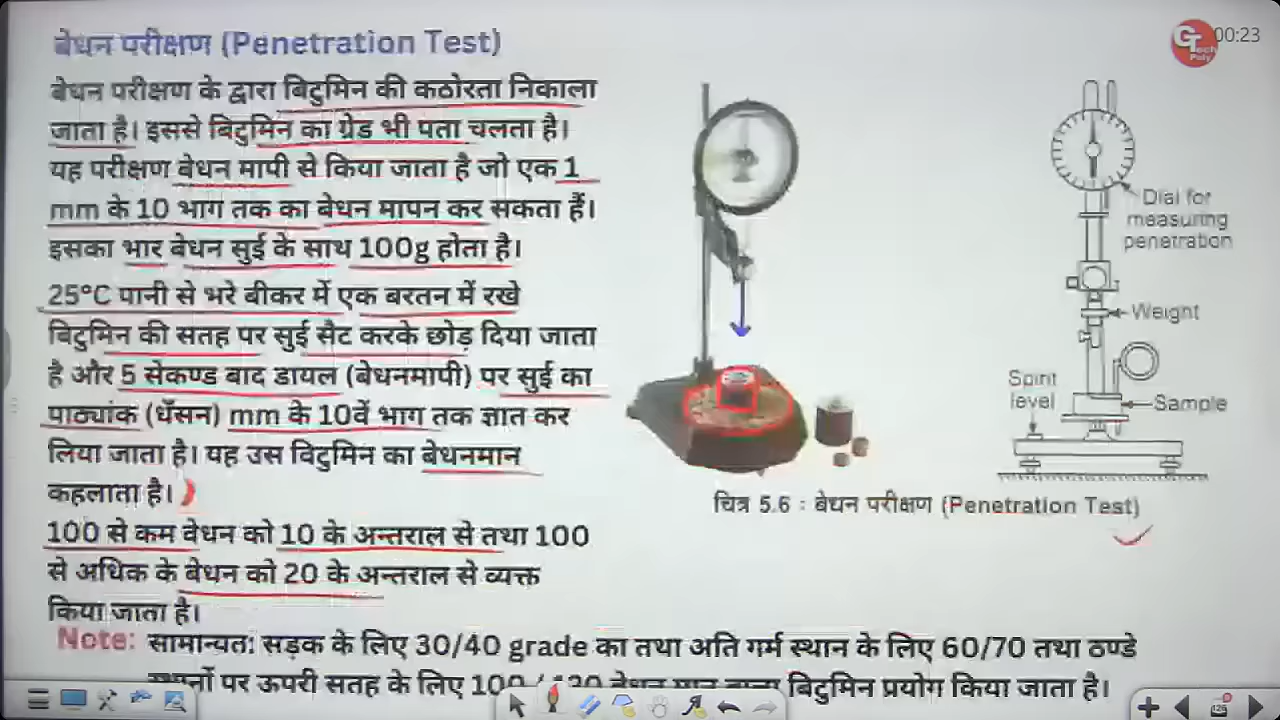 बेधन परीक्षण (Penetration Test)
00:23
GTech Poly
बेधन परीक्षण के द्वारा बिटुमिन की कठोरता निकाला
जाता है। इससे बिटुमिन का ग्रेड भी पता चलता है।
यह परीक्षण बेधन मापी से किया जाता है जो एक 1
mm के 10 भाग तक का बेधन मापन कर सकता हैं।
इसका भार बेधन सुई के साथ 100g होता है।
25°C पानी से भरे बीकर में एक बरतन में रखे
बिटुमिन की सतह पर सुई सैट करके छोड़ दिया जाता
है और 5 सेकण्ड बाद डायल (बेधनमापी) पर सुई का
पाठ्यांक (धँसन) mm के 10वें भाग तक ज्ञात कर
लिया जाता है। यह उस विटुमिन का बेधनमान
कहलाता है।
100 से कम वेधन को 10 के अन्तराल से तथा 100
से अधिक के बेधन को 20 के अन्तराल से व्यक्त
किया जाता है।
Dial for
measuring
penetration
Weight
Spirit
level
Sample
चित्र 5.6 : बेधन परीक्षण (Penetration Test)
Note: सामान्यतः सड़क के लिए 30/40 grade का तथा अति गर्म स्थान के लिए 60/70 तथा ठण्डे
पर ऊपरी सतह के लिए बिटुमिन प्रयोग किया जाता है।
126